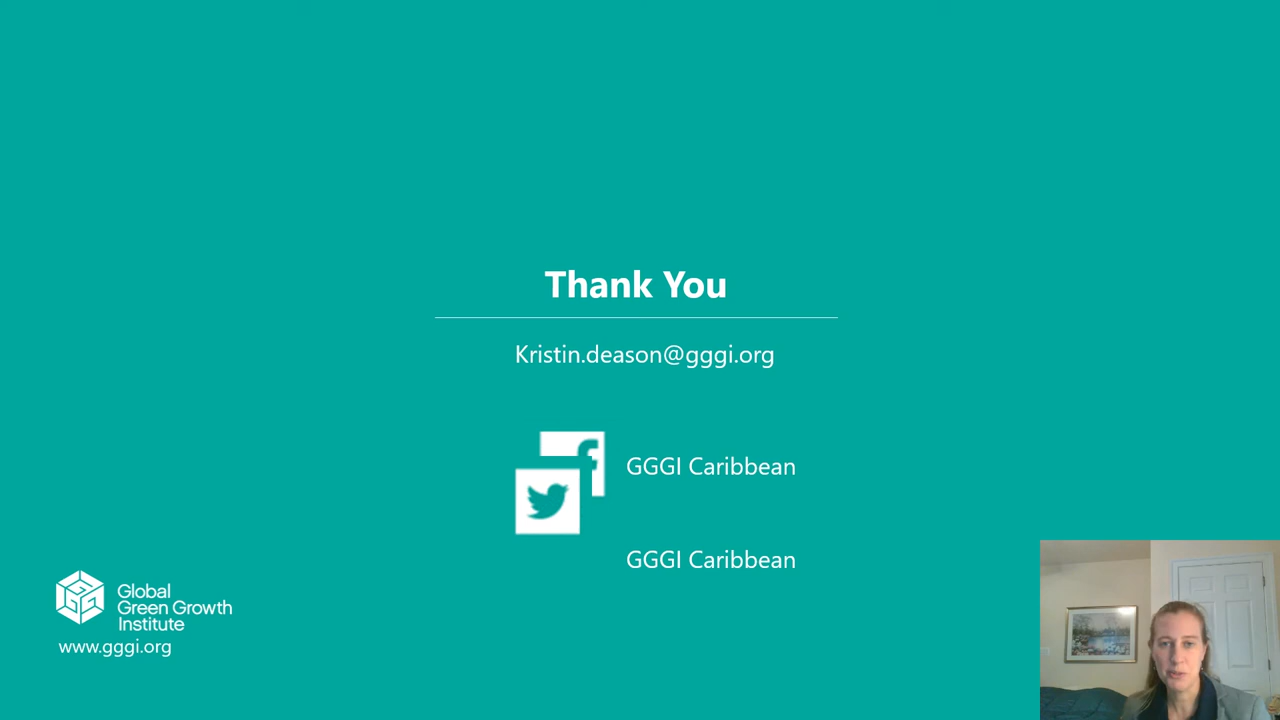 Thank You
Kristin.deason@gggi.org
GGGI Caribbean
GGGI Caribbean
Global
Green Growth
Institute
www.gggi.org